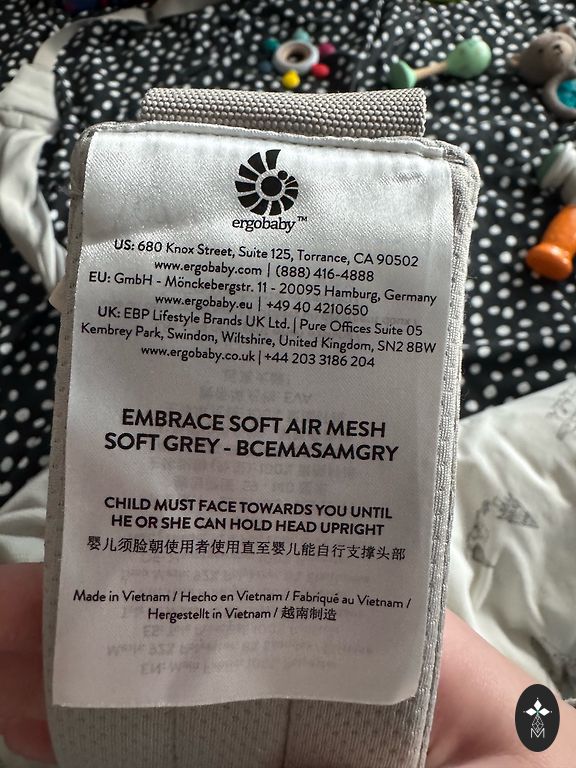 ergobaby™
US: 680 Knox Street, Suite 125, Torrance, CA 90502
www.ergobaby.com | (888) 416-4888
EU: GmbH - Mönckebergstr. 11 - 20095 Hamburg, Germany
www.ergobaby.eu | +49 40 4210650
UK: EBP Lifestyle Brands UK Ltd. | Pure Offices Suite 05
Kembrey Park, Swindon, Wiltshire, United Kingdom, SN2 8BW
www.ergobaby.co.uk | +44 203 3186 204
EMBRACE SOFT AIR MESH
SOFT GREY - BCEMASAMGRY
CHILD MUST FACE TOWARDS YOU UNTIL
HE OR SHE CAN HOLD HEAD UPRIGHT
婴儿须脸朝使用者使用直至婴儿能自行支撑头部
Made in Vietnam / Hecho en Vietnam / Fabriqué au Vietnam /
Hergestellt in Vietnam / 越南制造